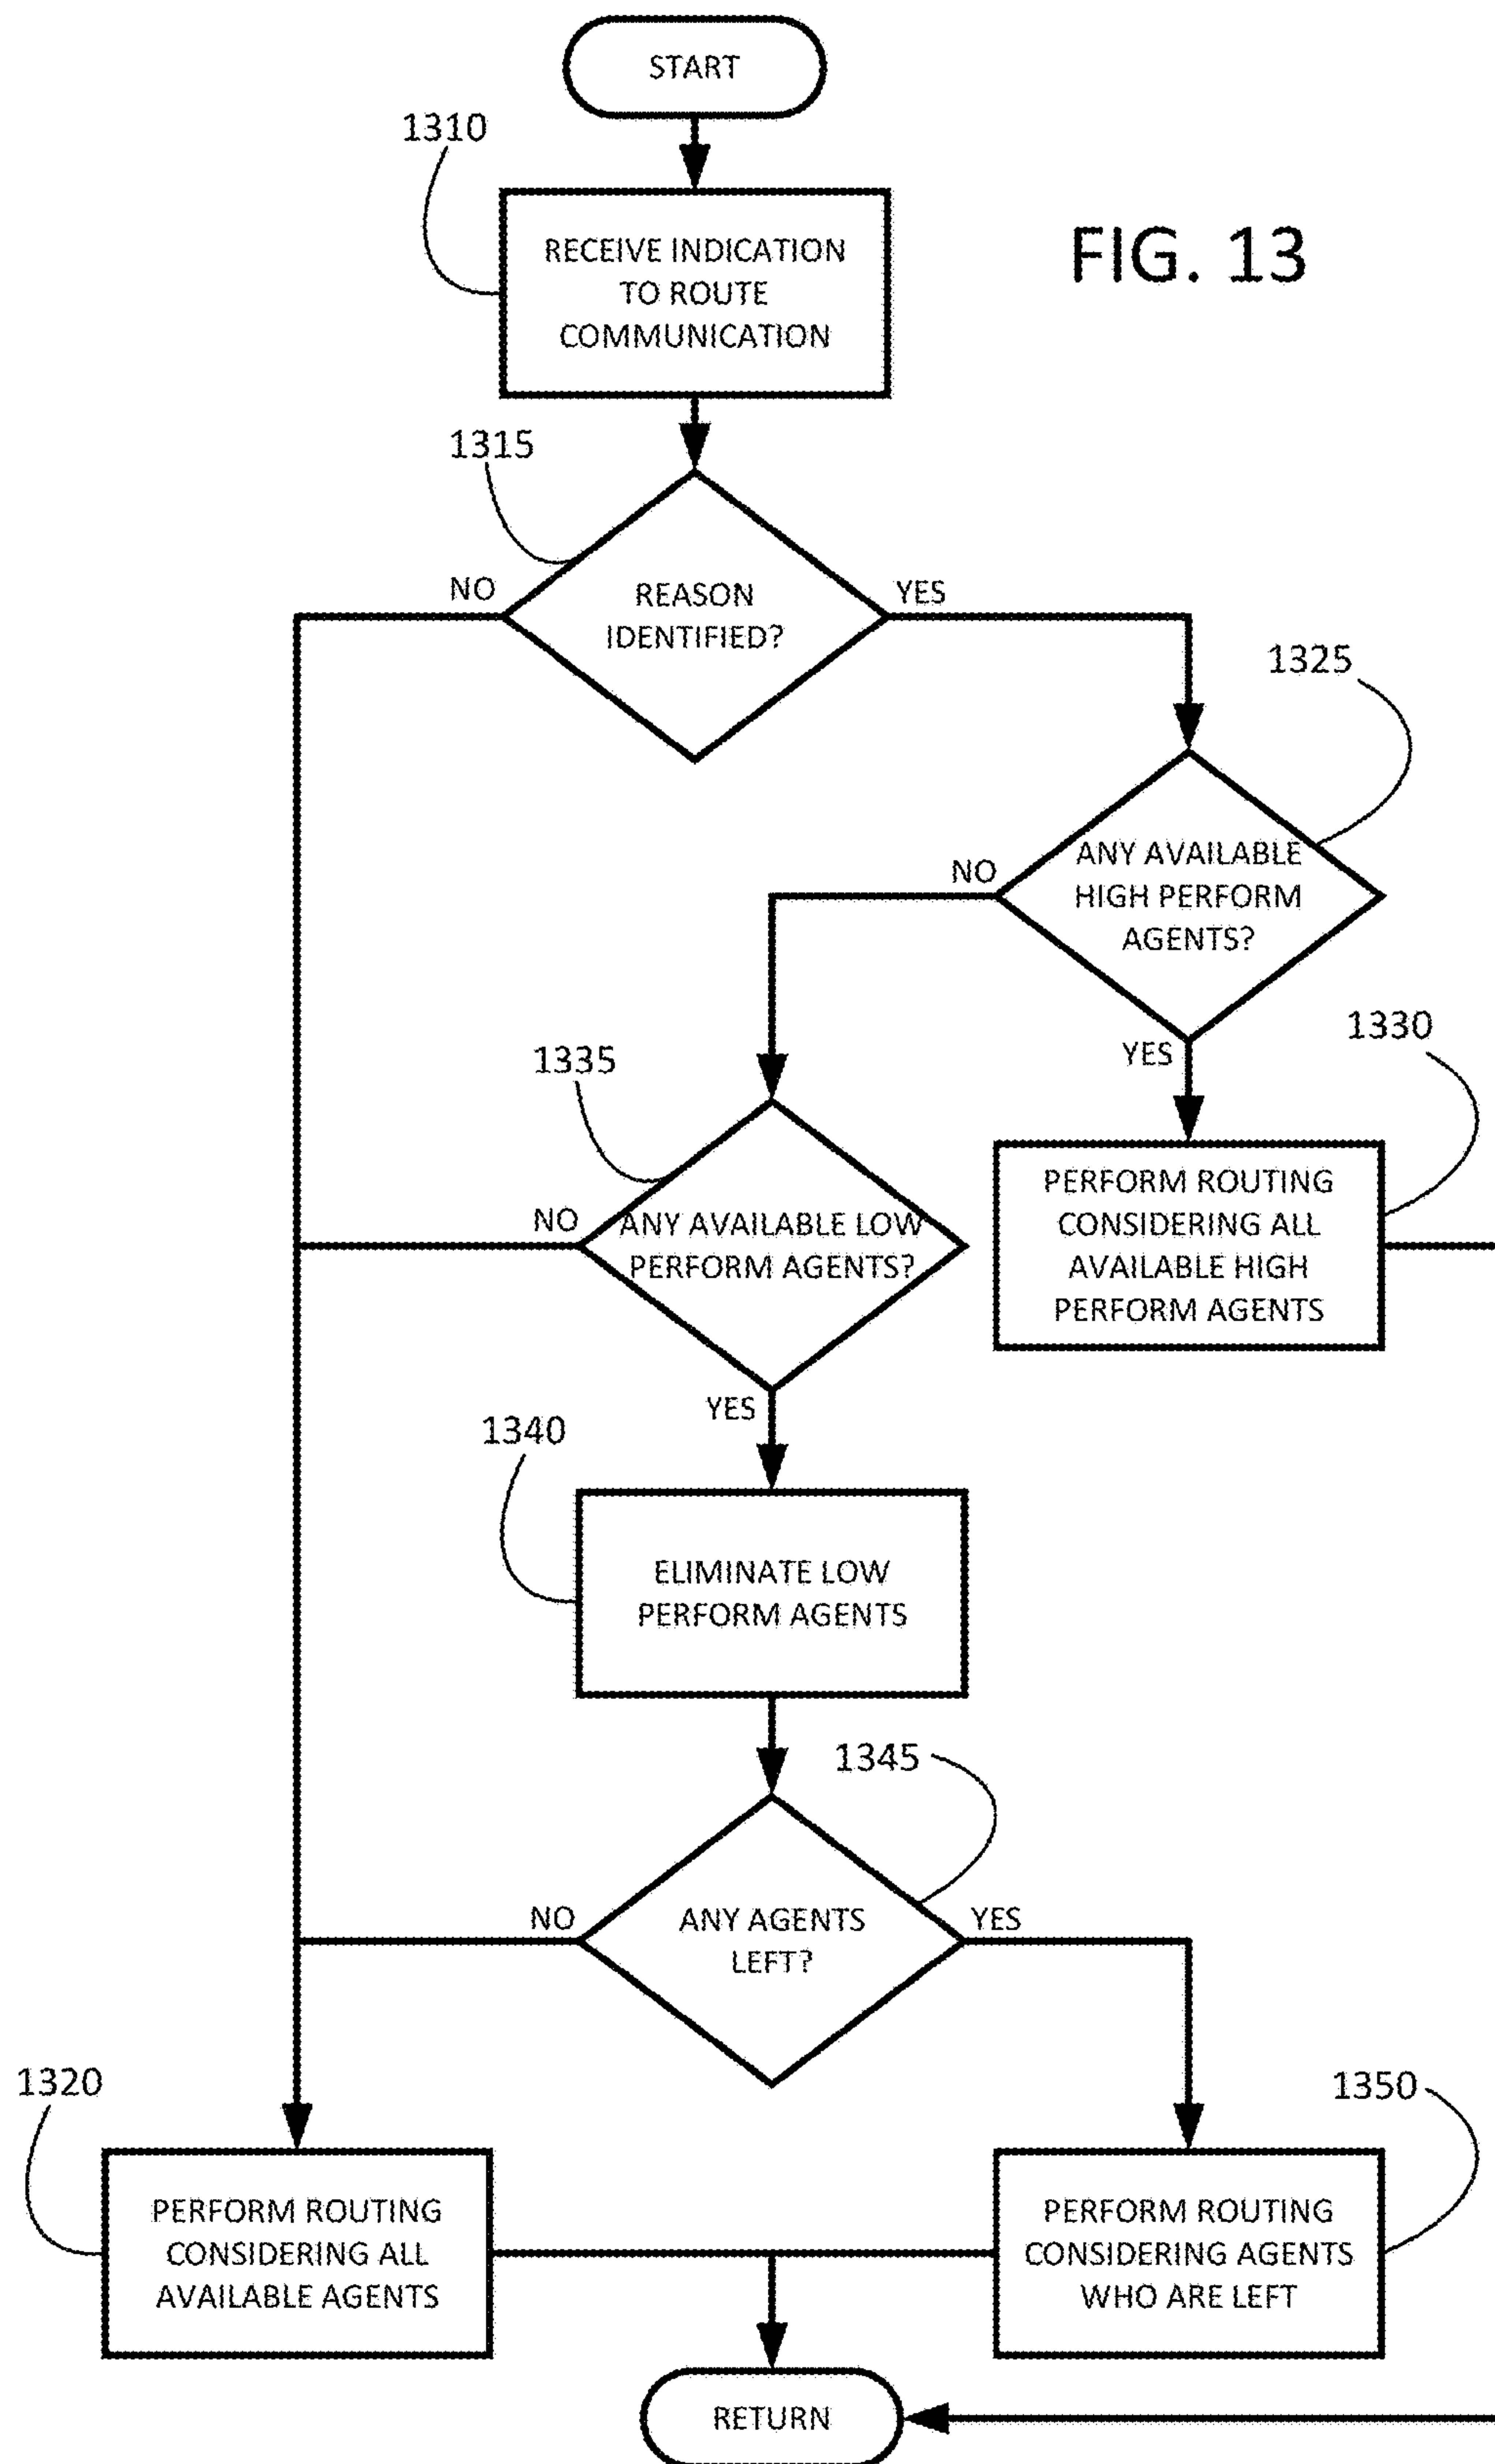 START
1310
RECEIVE INDICATION
TO ROUTE
COMMUNICATION
FIG. 13
1315
NO
REASON
IDENTIFIED?
YES
1325
ANY AVAILABLE
HIGH PERFORM
AGENTS?
NO
YES
1330
1335
PERFORM ROUTING
CONSIDERING ALL
AVAILABLE HIGH
PERFORM AGENTS
NO
ANY AVAILABLE LOW
PERFORM AGENTS?
YES
1340
ELIMINATE LOW
PERFORM AGENTS
1345
NO
ANY AGENTS
LEFT?
YES
1320
PERFORM ROUTING
CONSIDERING ALL
AVAILABLE AGENTS
1350
PERFORM ROUTING
CONSIDERING AGENTS
WHO ARE LEFT
RETURN